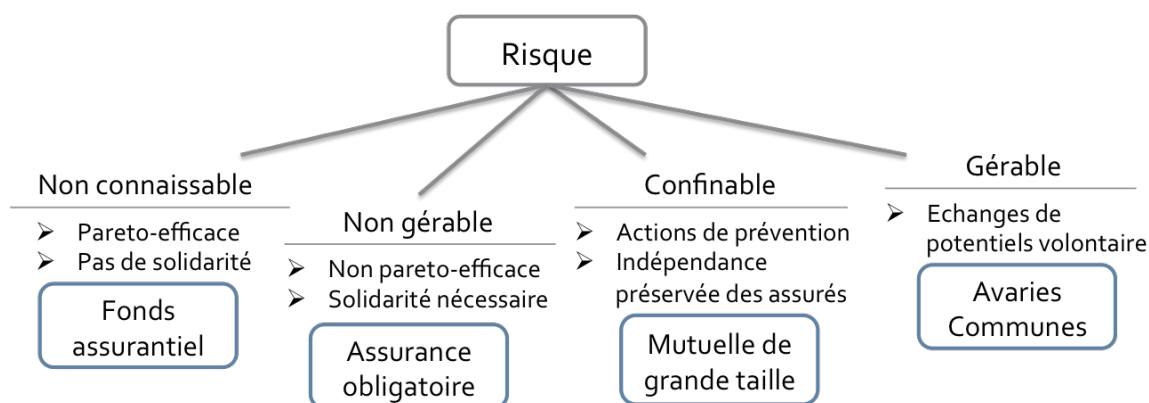 Risque
Non connaissable
➤ Pareto-efficace
➤ Pas de solidarité
Fonds
assurantiel
Non gérable
➤ Non pareto-efficace
➤ Solidarité nécessaire
Assurance
obligatoire
Confinable
➤ Actions de prévention
➤ Indépendance
préservée des assurés
Mutuelle de
grande taille
Gérable
➤ Echanges de
potentiels volontaire
Avaries
Communes